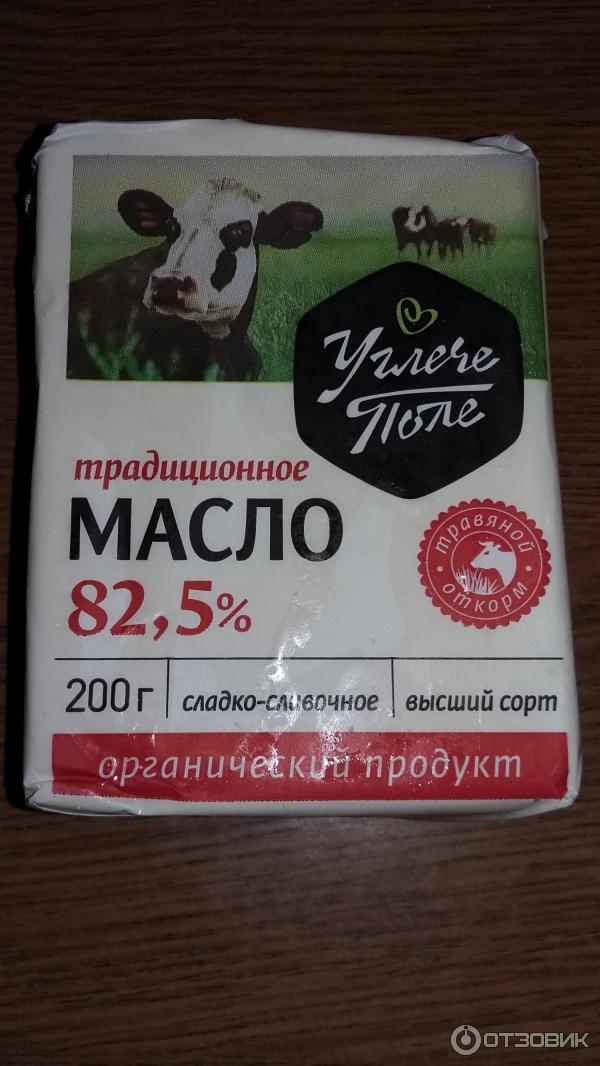 Углече
Поле
традиционное
МАСЛО
82,5%
травяной
откорм
200 г
сладко-сливочное
высший сорт
органический продукт
ОТЗОВИК